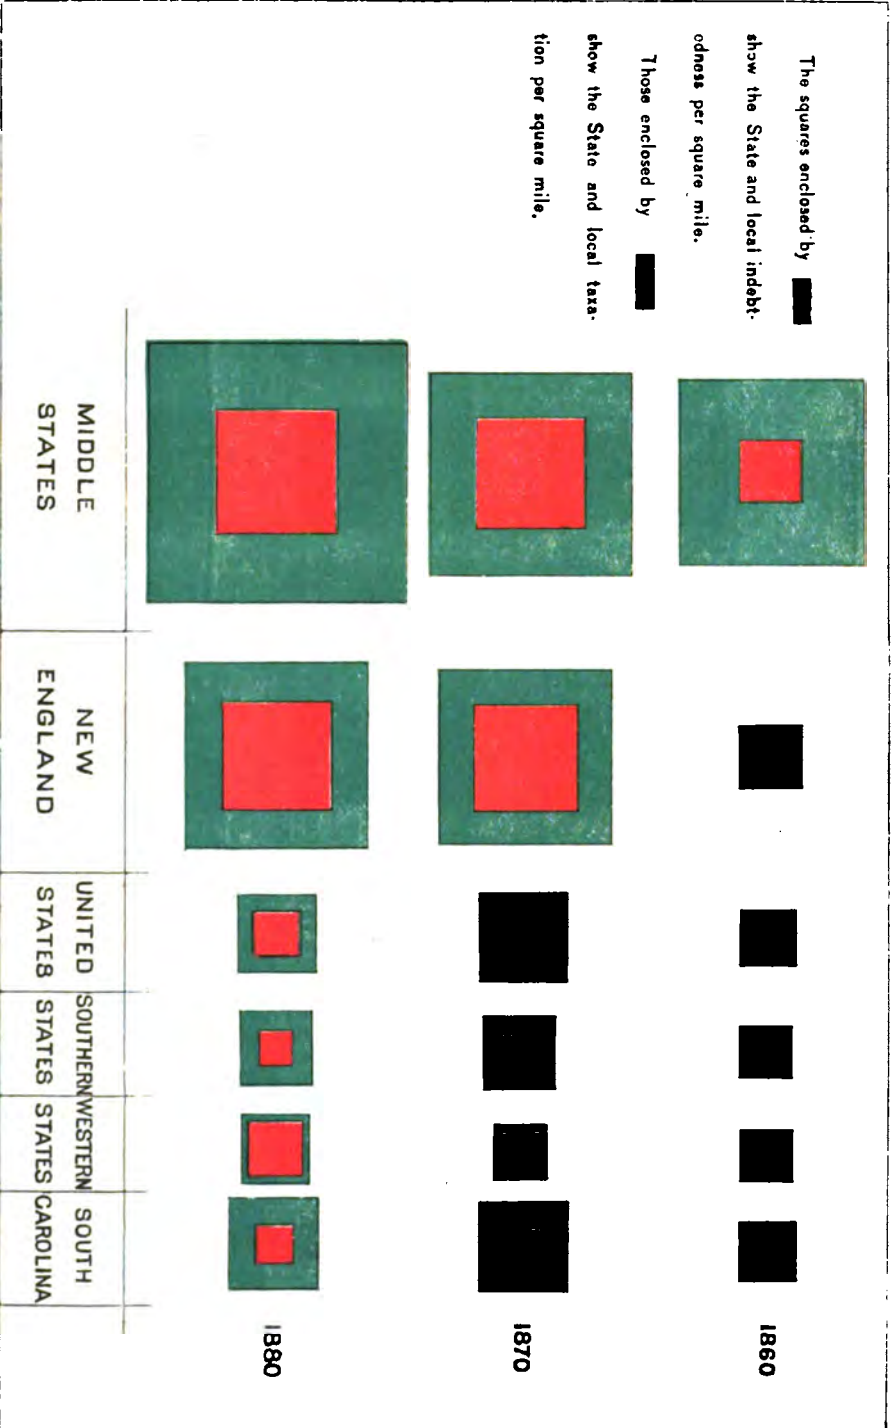 The squares enclosed by
show the State and local indebt-
edness per square mile.
Those enclosed by
show the State and local taxa-
tion per square mile.
1860
1870
1880
MIDDLE
STATES
NEW
ENGLAND
UNITED
STATES
SOUTHERN
STATES
WESTERN
STATES
SOUTH
CAROLINA